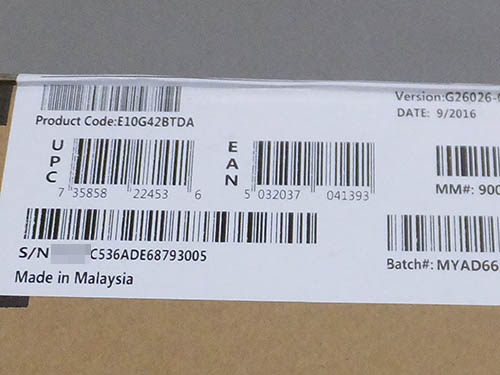 Product Code:E10G42BTDA
Version:G26026-
DATE: 9/2016
UPC
7 35858 22453 6
EAN
5 032037 041393
MM#: 900
S/N C536ADE68793005
Batch#: MYAD66
Made in Malaysia